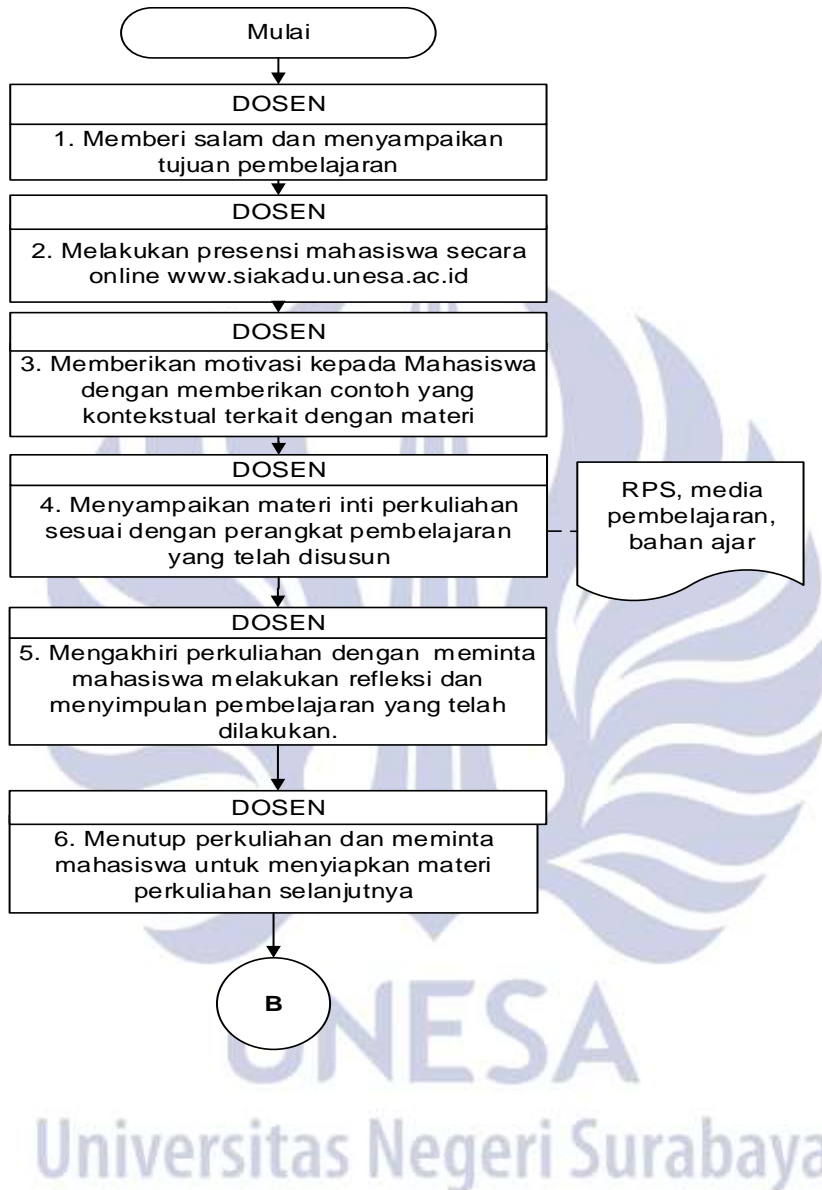 Mulai
DOSEN
1. Memberi salam dan menyampaikan
tujuan pembelajaran
DOSEN
2. Melakukan presensi mahasiswa secara
online www.siakadu.unesa.ac.id
DOSEN
3. Memberikan motivasi kepada Mahasiswa
dengan memberikan contoh yang
kontekstual terkait dengan materi
DOSEN
4. Menyampaikan materi inti perkuliahan
sesuai dengan perangkat pembelajaran
yang telah disusun
RPS, media
pembelajaran,
bahan ajar
DOSEN
5. Mengakhiri perkuliahan dengan  meminta
mahasiswa melakukan refleksi dan
menyimpulan pembelajaran yang telah
dilakukan.
DOSEN
6. Menutup perkuliahan dan meminta
mahasiswa untuk menyiapkan materi
perkuliahan selanjutnya
B
UNESA
Universitas Negeri Surabaya